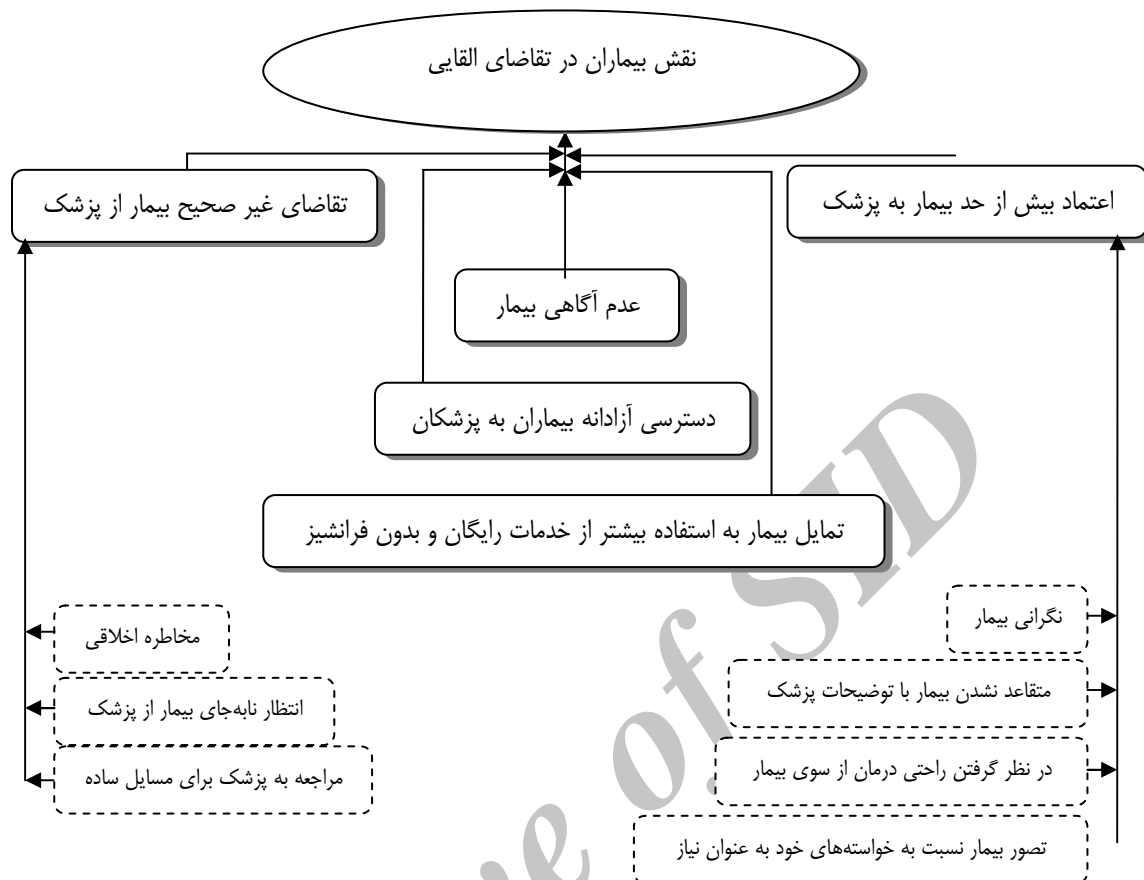 نقش بیماران در تقاضای القایی
اعتماد بیش از حد بیمار به پزشک
تقاضای غیر صحیح بیمار از پزشک
عدم آگاهی بیمار
دسترسی آزادانه بیماران به پزشکان
تمایل بیمار به استفاده بیشتر از خدمات رایگان و بدون فرانشیز
نگرانی بیمار
متقاعد نشدن بیمار با توضیحات پزشک
در نظر گرفتن راحتی درمان از سوی بیمار
تصور بیمار نسبت به خواسته‌های خود به عنوان نیاز
مخاطره اخلاقی
انتظار نابه‌جای بیمار از پزشک
مراجعه به پزشک برای مسایل ساده
of SID